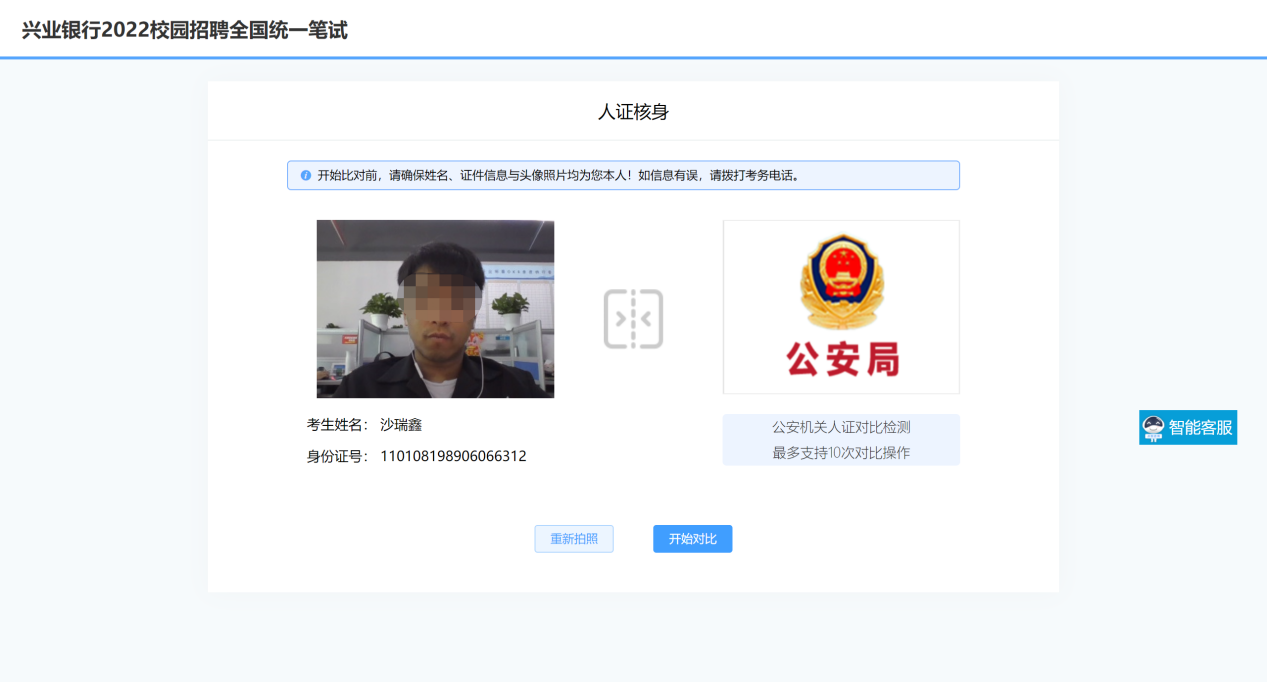 兴业银行2022校园招聘全国统一笔试
人证核身
开始比对前，请确保姓名、证件信息与头像照片均为您本人！如信息有误，请拨打考务电话。
公安局
考生姓名： 沙瑞鑫
身份证号： 110108198906066312
公安机关人证对比检测
最多支持10次对比操作
智能客服
重新拍照
开始对比